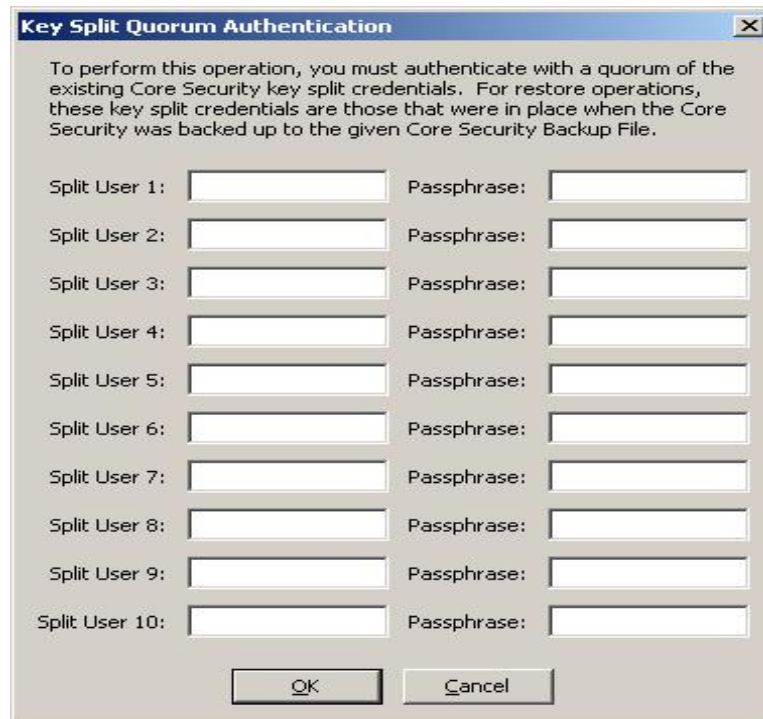 Key Split Quorum Authentication
To perform this operation, you must authenticate with a quorum of the
existing Core Security key split credentials. For restore operations,
these key split credentials are those that were in place when the Core
Security was backed up to the given Core Security Backup File.
Split User 1: Passphrase:
Split User 2: Passphrase:
Split User 3: Passphrase:
Split User 4: Passphrase:
Split User 5: Passphrase:
Split User 6: Passphrase:
Split User 7: Passphrase:
Split User 8: Passphrase:
Split User 9: Passphrase:
Split User 10: Passphrase:
OK Cancel